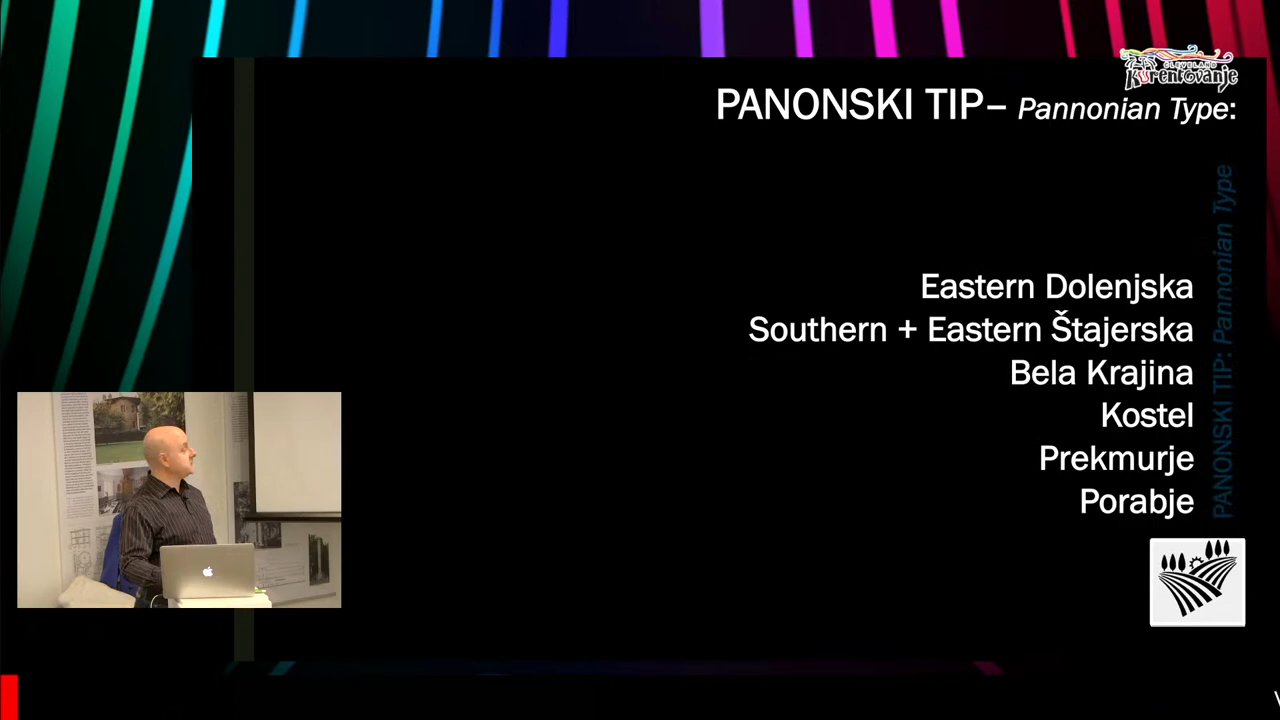 CLEVELAND
Kurentovanje
PANONSKI TIP– Pannonian Type:
PANONSKI TIP: Pannonian Type
Eastern Dolenjska
Southern + Eastern Štajerska
Bela Krajina
Kostel
Prekmurje
Porabje